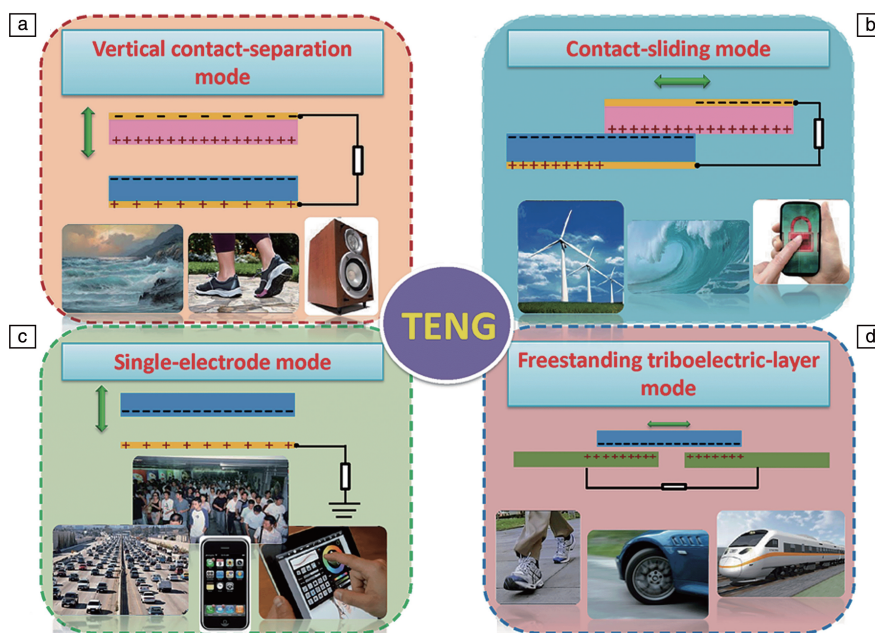 a
Vertical contact-separation
mode
b
Contact-sliding mode
TENG
c
Single-electrode mode
d
Freestanding triboelectric-layer
mode